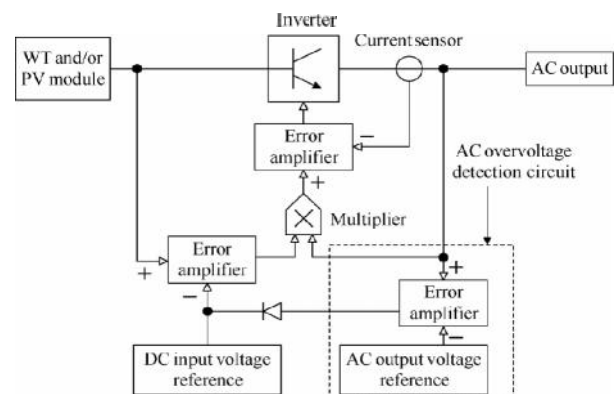 Inverter
Current sensor
WT and/or
PV module
AC output
Error
amplifier
−
+
AC overvoltage
detection circuit
Multiplier
Error
amplifier
+
−
+
Error
amplifier
−
DC input voltage
reference
AC output voltage
reference